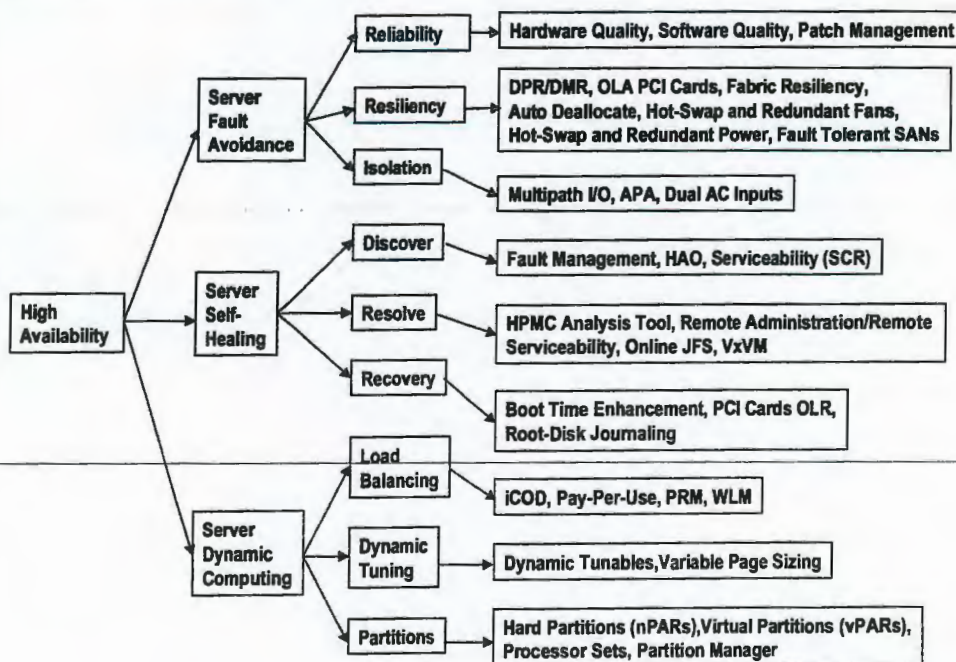 High
Availability
Server
Fault
Avoidance
Reliability
Hardware Quality, Software Quality, Patch Management
Resiliency
DPR/DMR, OLA PCI Cards, Fabric Resiliency,
Auto Deallocate, Hot-Swap and Redundant Fans,
Hot-Swap and Redundant Power, Fault Tolerant SANs
Isolation
Multipath I/O, APA, Dual AC Inputs
Server
Self-
Healing
Discover
Fault Management, HAO, Serviceability (SCR)
Resolve
HPMC Analysis Tool, Remote Administration/Remote
Serviceability, Online JFS, VxVM
Recovery
Boot Time Enhancement, PCI Cards OLR,
Root-Disk Journaling
Server
Dynamic
Computing
Load
Balancing
iCOD, Pay-Per-Use, PRM, WLM
Dynamic
Tuning
Dynamic Tunables,Variable Page Sizing
Partitions
Hard Partitions (nPARs),Virtual Partitions (vPARs),
Processor Sets, Partition Manager